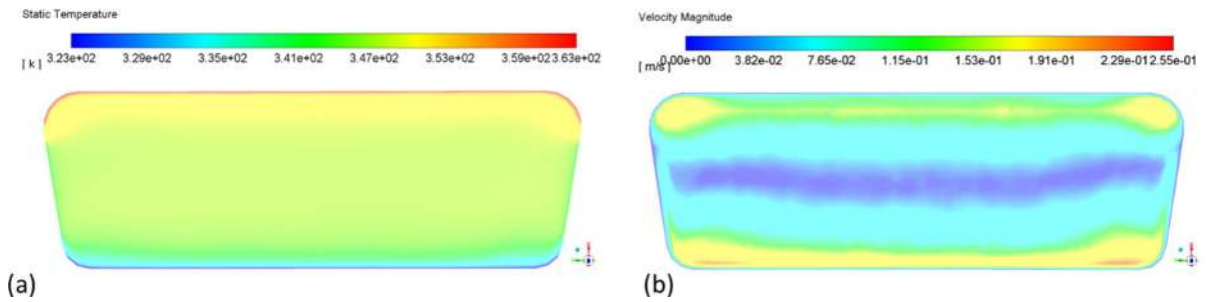 Static Temperature
[ k ] 3.23e+02 3.29e+02 3.35e+02 3.41e+02 3.47e+02 3.53e+02 3.59e+02 3.63e+02
(a)
Velocity Magnitude
[ m/s ] 0.00e+00 3.82e-02 7.65e-02 1.15e-01 1.53e-01 1.91e-01 2.29e-01 2.55e-01
(b)